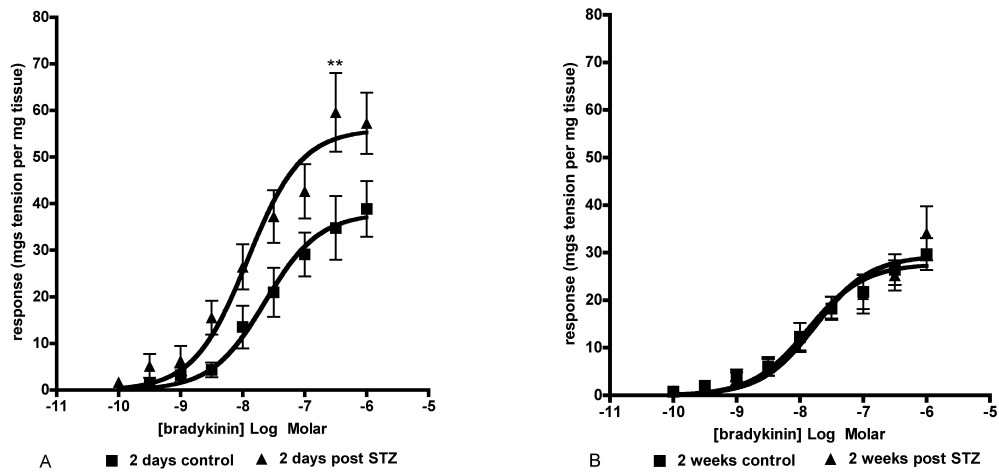 80
70
60
50
40
30
20
10
0
-11 -10 -9 -8 -7 -6 -5
**
response (mgs tension per mg tissue)
[bradykinin] Log Molar
A ■ 2 days control ▲ 2 days post STZ
80
70
60
50
40
30
20
10
0
-11 -10 -9 -8 -7 -6 -5
response (mgs tension per mg tissue)
[bradykinin] Log Molar
B ■ 2 weeks control ▲ 2 weeks post STZ